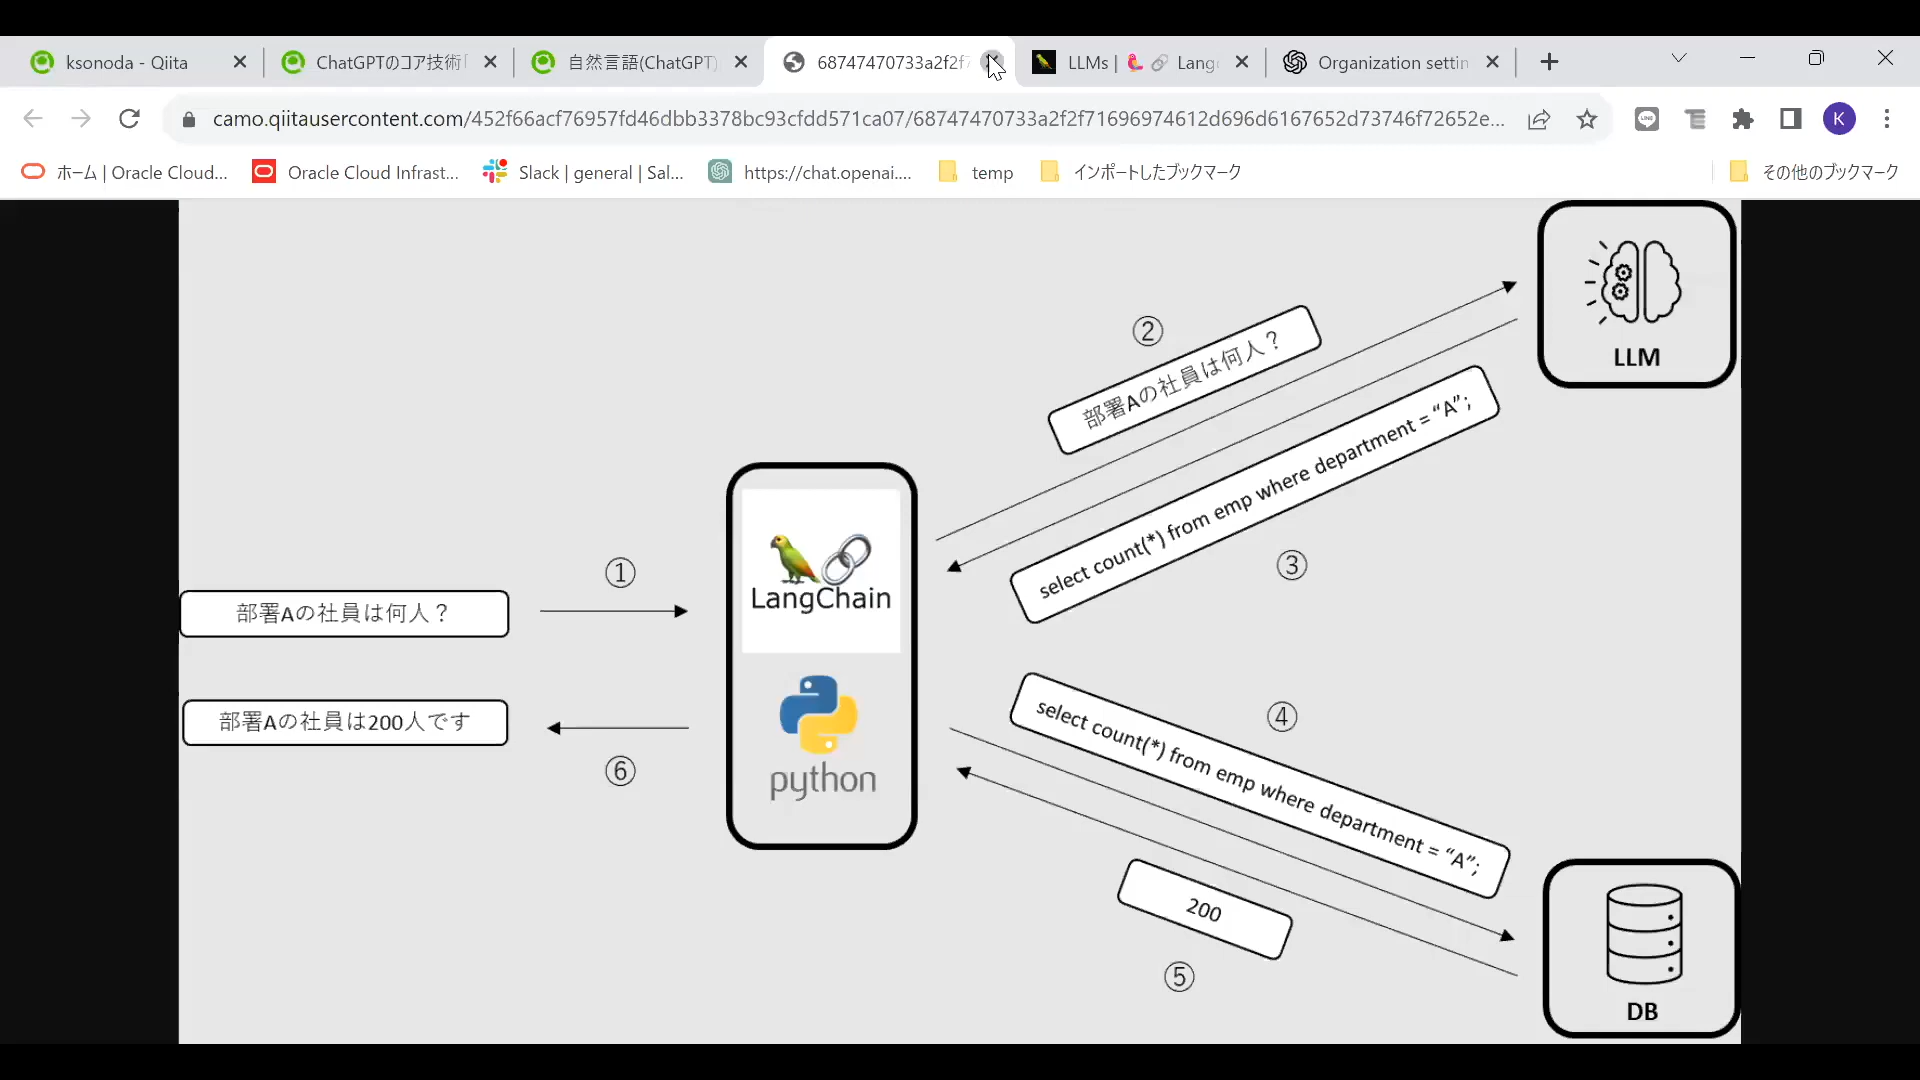 ksonoda - Qiita
ChatGPTのコア技術「
自然言語(ChatGPT)
68747470733a2f2f7
LLMs | 🦜️🔗 Lang
Organization settin
camo.qiitausercontent.com/452f66acf76957fd46dbb3378bc93cfdd571ca07/68747470733a2f2f71696974612d696d6167652d73746f72652e...
LINE
K
ホーム | Oracle Cloud...
Oracle Cloud Infrast...
Slack | general | Sal...
https://chat.openai....
temp
インポートしたブックマーク
その他のブックマーク
LLM
②
部署Aの社員は何人？
select count(*) from emp where department = “A”;
③
LangChain
①
部署Aの社員は何人？
部署Aの社員は200人です
⑥
python
④
select count(*) from emp where department = “A”;
200
⑤
DB